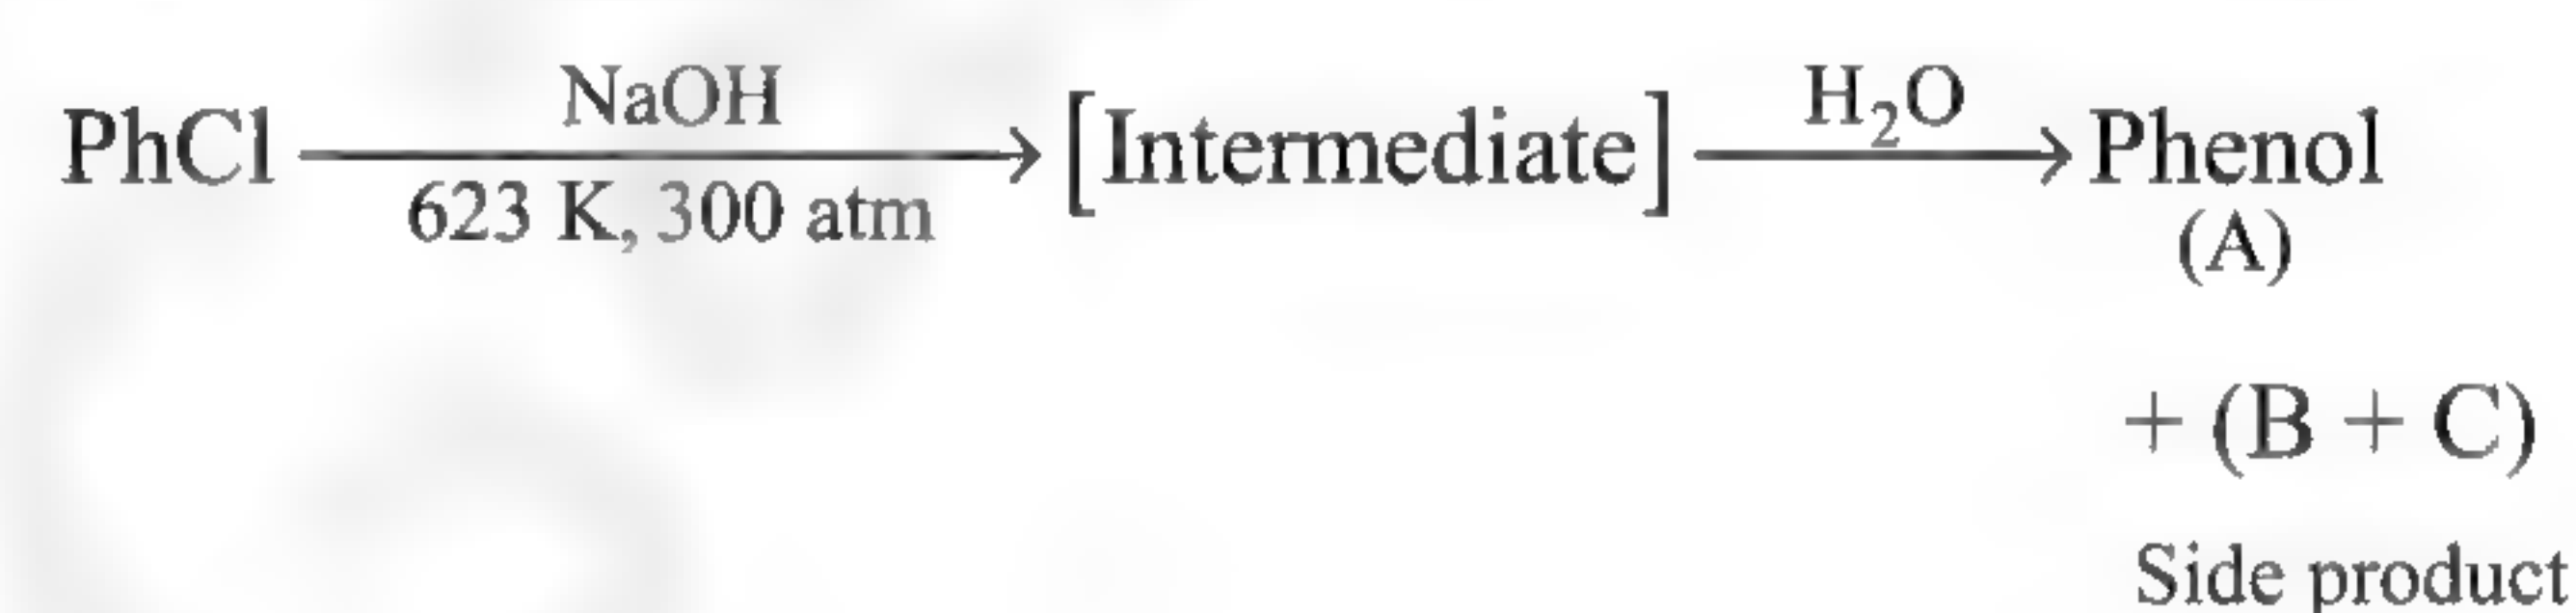 NaOH
PhCl ⟶ [Intermediate] ⟶ Phenol
H₂O
623 K, 300 atm
(A)
+ (B + C)
Side product